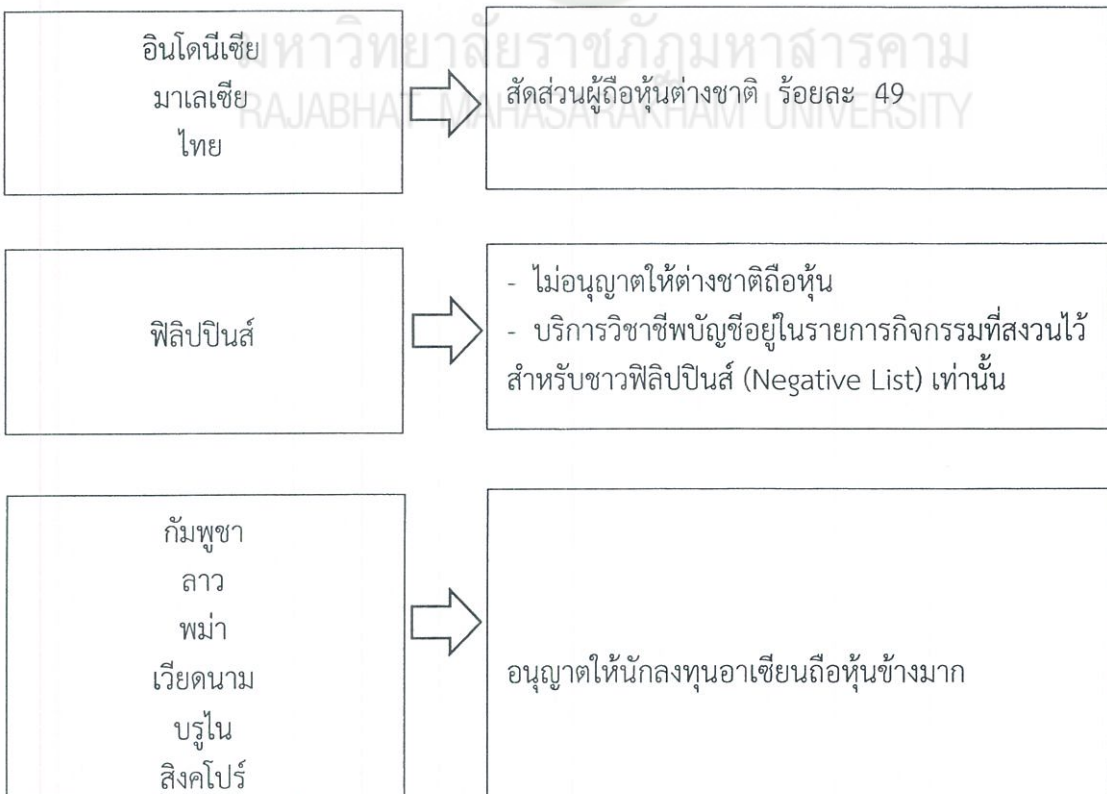 มหาวิทยาลัยราชภัฏมหาสารคาม
RAJABHAT MAHASARAKHAM UNIVERSITY
อินโดนีเซีย
มาเลเซีย
ไทย
สัดส่วนผู้ถือหุ้นต่างชาติ ร้อยละ 49
ฟิลิปปินส์
- ไม่อนุญาตให้ต่างชาติถือหุ้น
- บริการวิชาชีพบัญชีอยู่ในรายการกิจกรรมที่สงวนไว้
สำหรับชาวฟิลิปปินส์ (Negative List) เท่านั้น
กัมพูชา
ลาว
พม่า
เวียดนาม
บรูไน
สิงคโปร์
อนุญาตให้นักลงทุนอาเซียนถือหุ้นข้างมาก